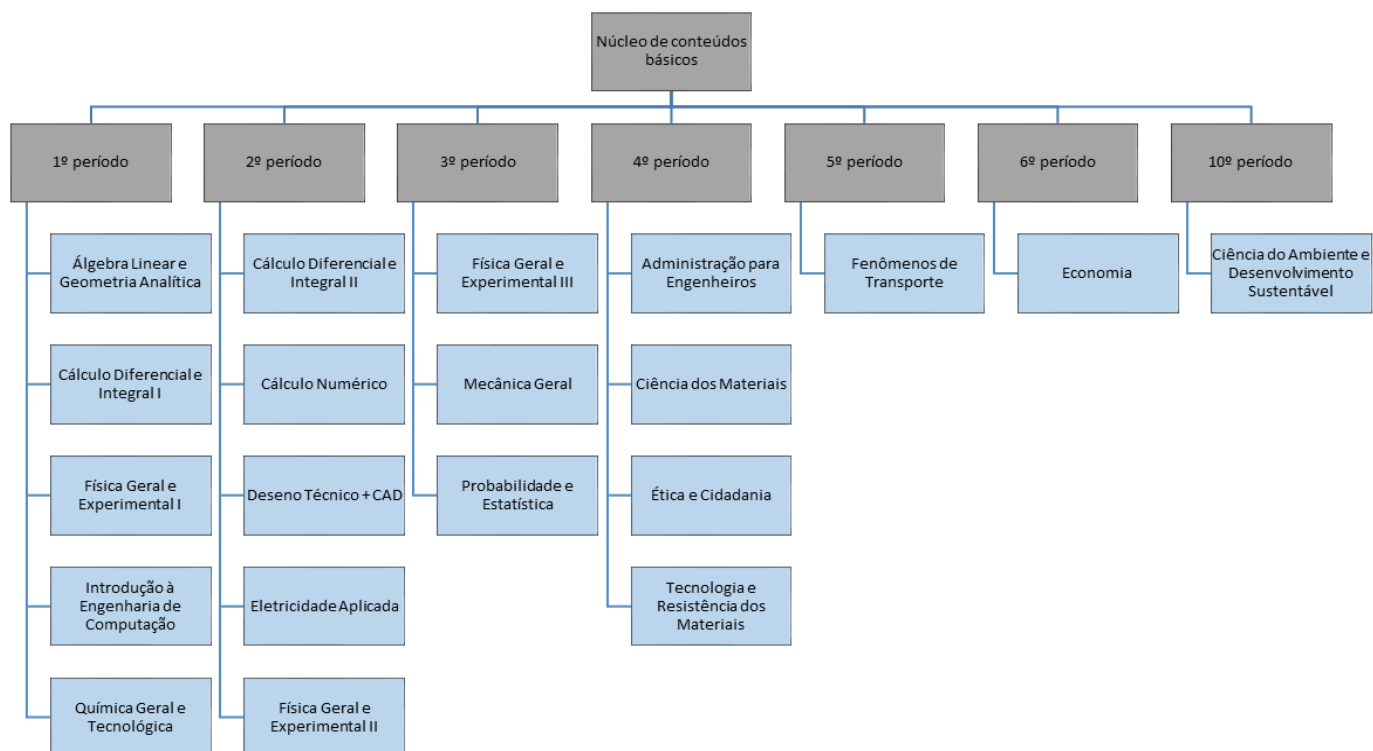 Núcleo de conteúdos
básicos
1º período
2º período
3º período
4º período
5º período
6º período
10º período
Álgebra Linear e
Geometria Analítica
Cálculo Diferencial e
Integral I
Física Geral e
Experimental I
Introdução à
Engenharia de
Computação
Química Geral e
Tecnológica
Cálculo Diferencial e
Integral II
Cálculo Numérico
Deseno Técnico + CAD
Eletricidade Aplicada
Física Geral e
Experimental II
Física Geral e
Experimental III
Mecânica Geral
Probabilidade e
Estatística
Administração para
Engenheiros
Ciência dos Materiais
Ética e Cidadania
Tecnologia e
Resistência dos
Materiais
Fenômenos de
Transporte
Economia
Ciência do Ambiente e
Desenvolvimento
Sustentável